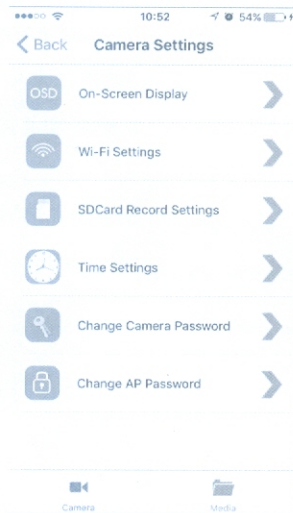 10:52 54%
Back Camera Settings
OSD On-Screen Display
Wi-Fi Settings
SDCard Record Settings
Time Settings
Change Camera Password
Change AP Password
Camera Media